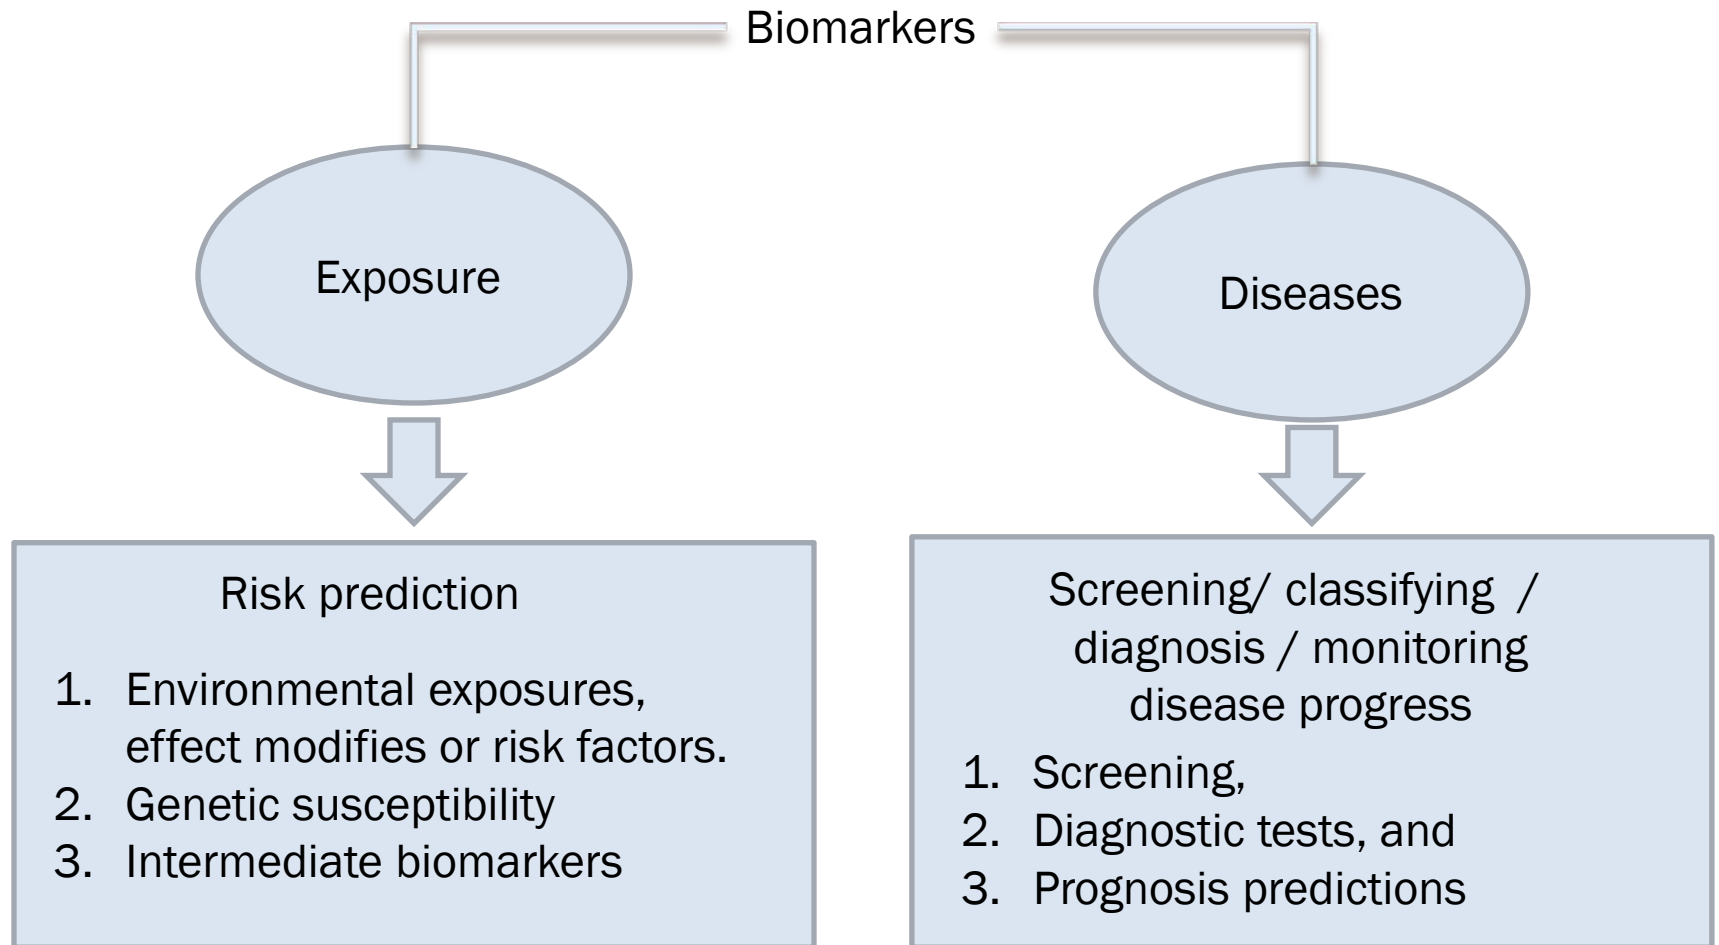 Biomarkers
Exposure
Diseases
Risk prediction
1. Environmental exposures,
effect modifies or risk factors.
2. Genetic susceptibility
3. Intermediate biomarkers
Screening/ classifying /
diagnosis / monitoring
disease progress
1. Screening,
2. Diagnostic tests, and
3. Prognosis predictions